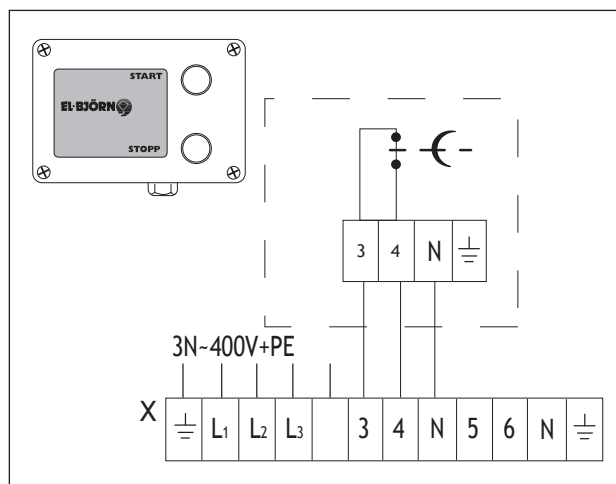 START
EL·BJÖRN
STOPP
3 4 N
3N~400V+PE
X L1 L2 L3 3 4 N 5 6 N